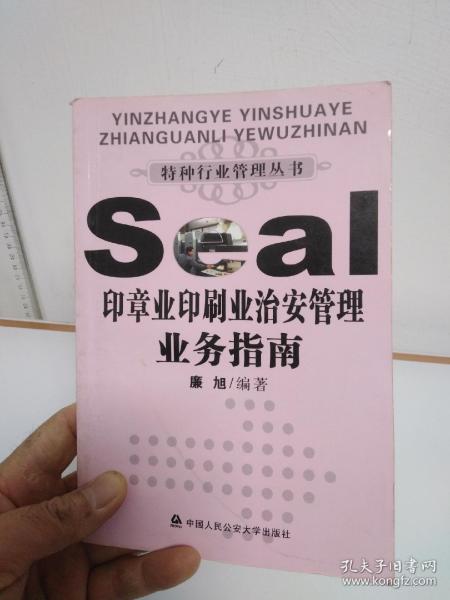 YINZHANGYE YINSHUAYE
ZHIANGUANLI YEWUZHINAN
特种行业管理丛书
Seal
印章业印刷业治安管理
业务指南
廉 旭/编著
中国人民公安大学出版社
孔夫子旧书网
www.kongfz.com